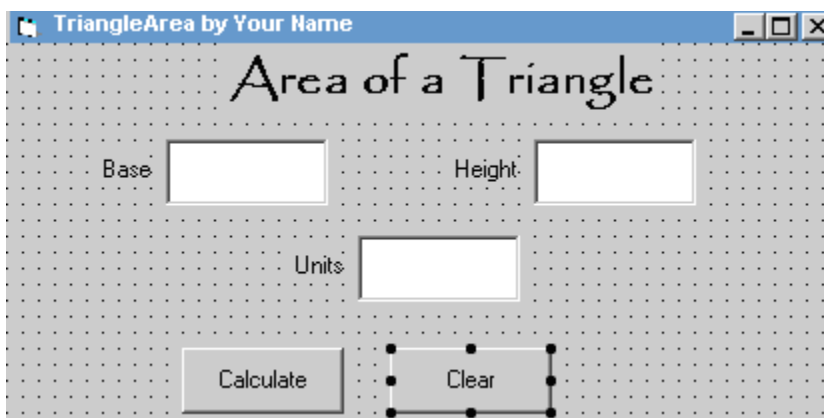 TriangleArea by Your Name
Area of a Triangle
Base Height
Units
Calculate Clear